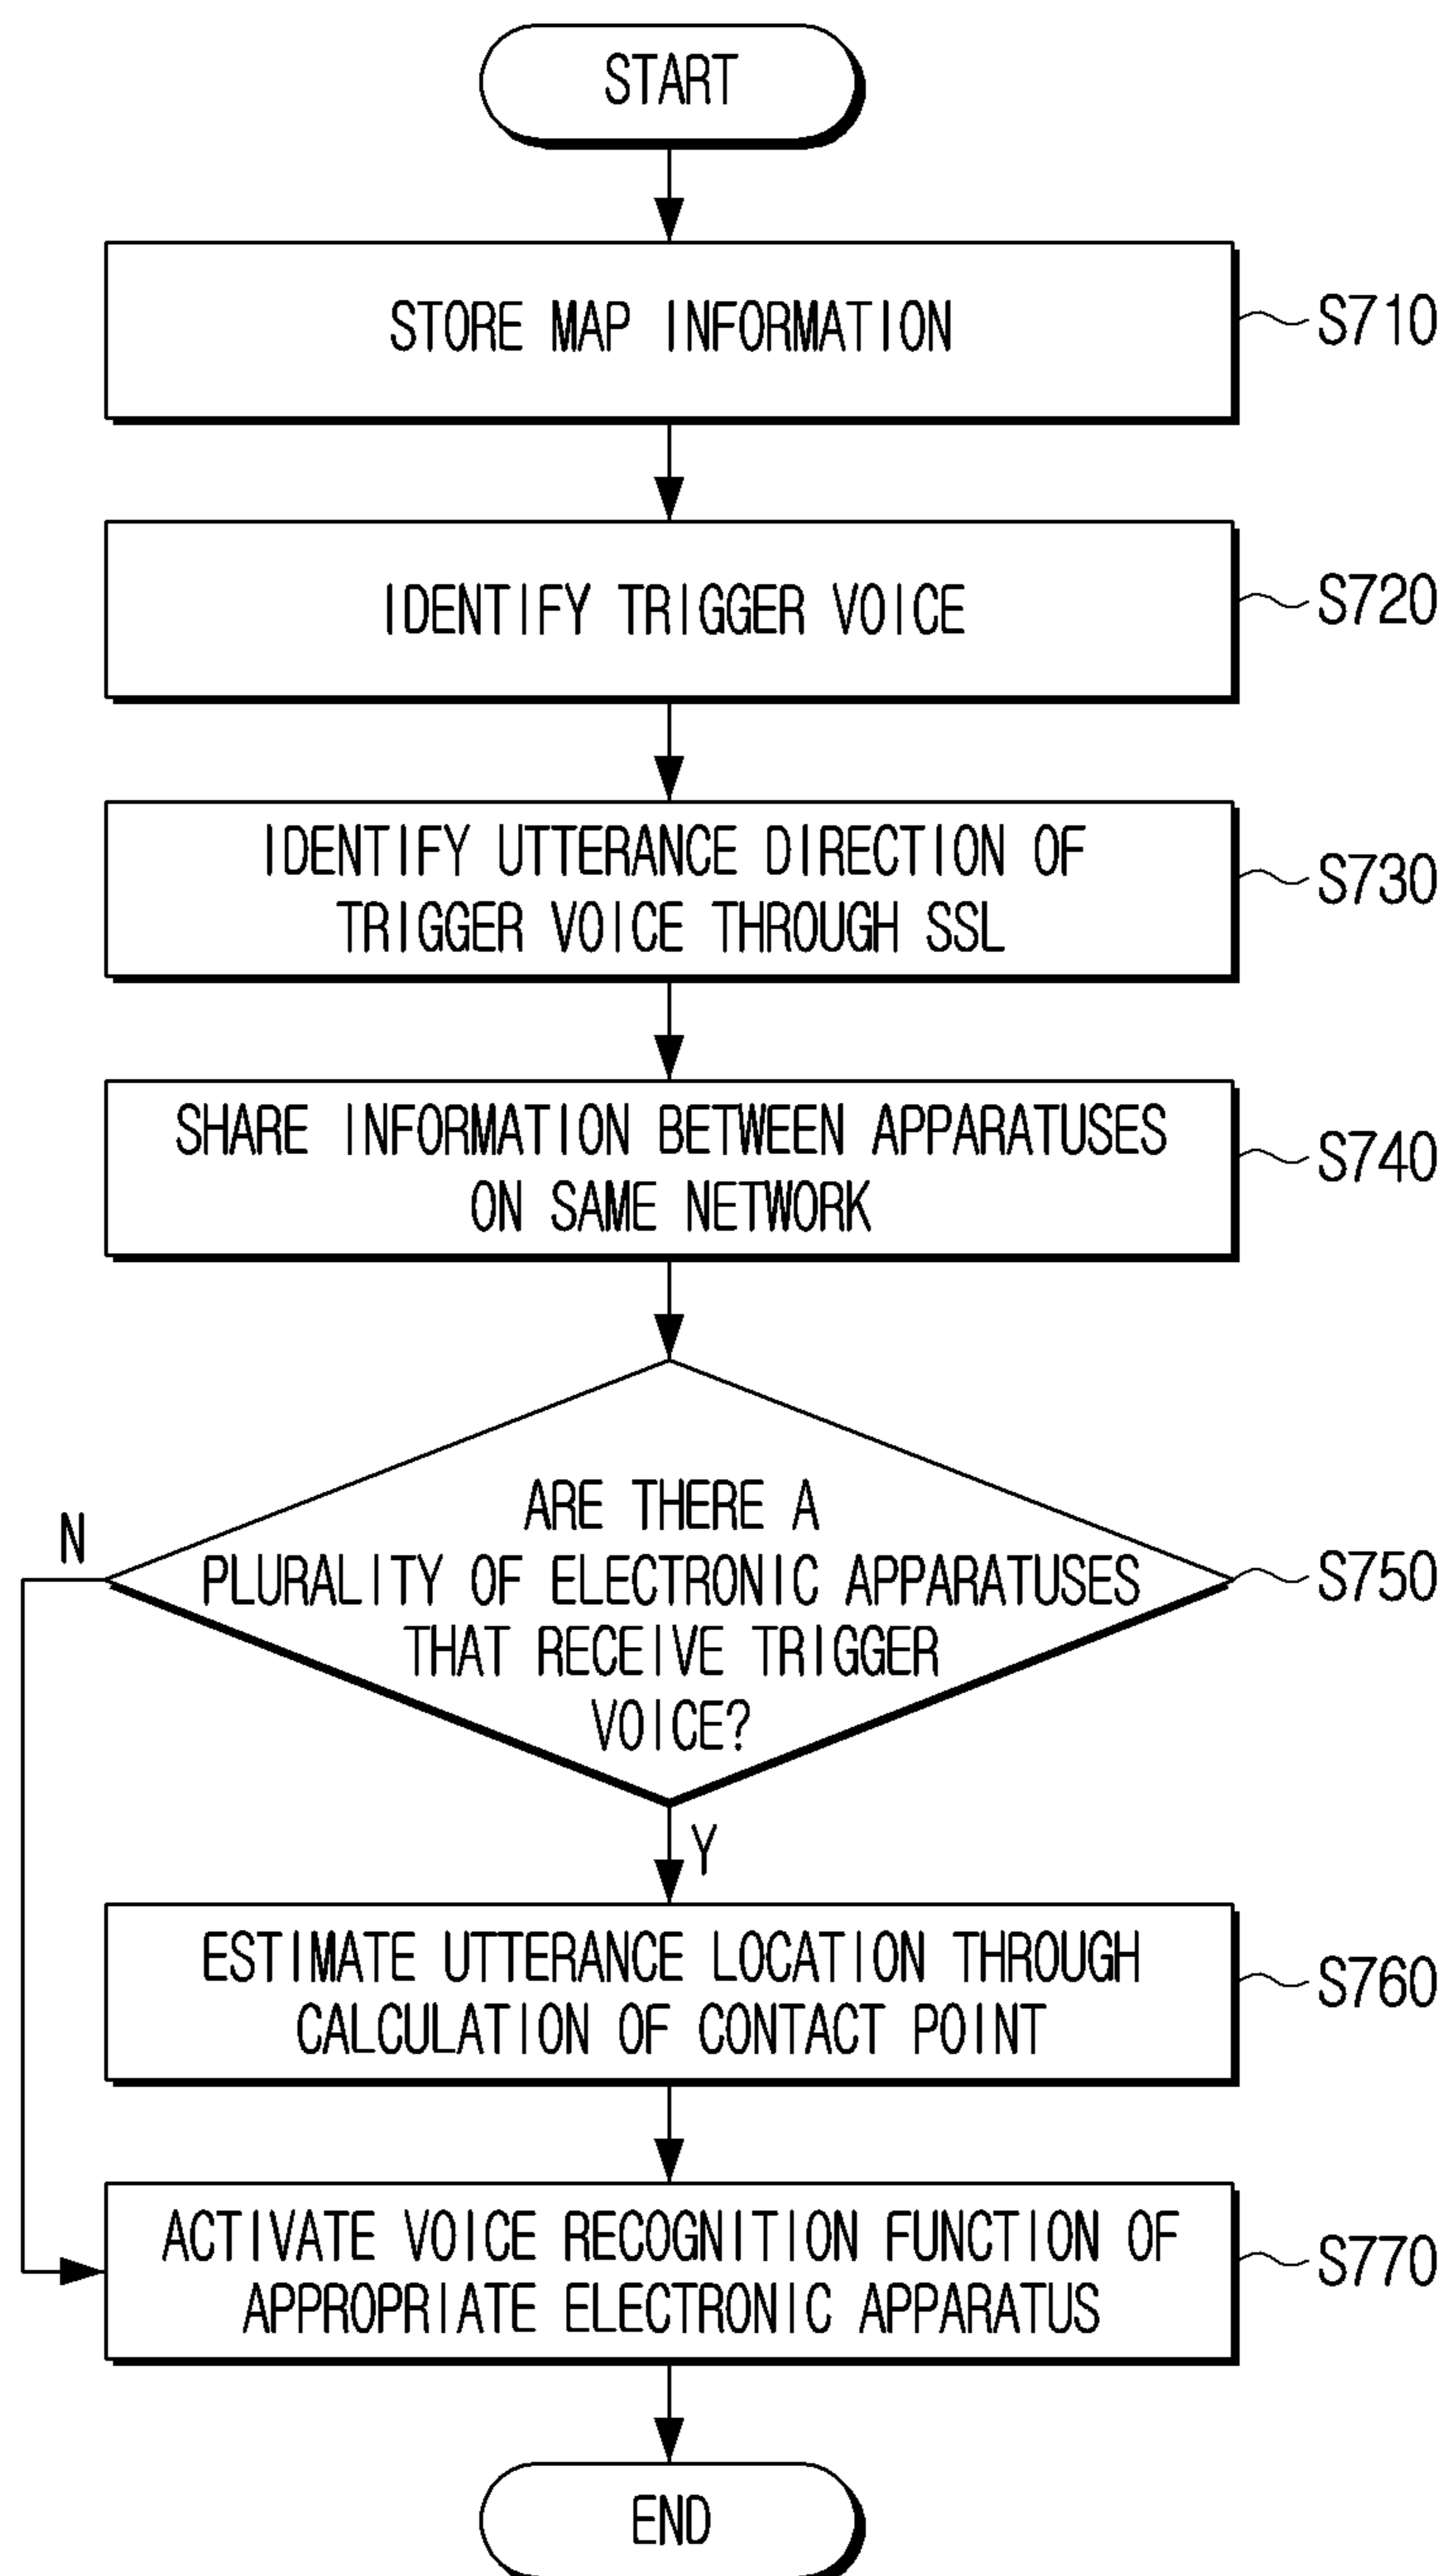 START
STORE MAP INFORMATION
S710
IDENTIFY TRIGGER VOICE
S720
IDENTIFY UTTERANCE DIRECTION OF
TRIGGER VOICE THROUGH SSL
S730
SHARE INFORMATION BETWEEN APPARATUSES
ON SAME NETWORK
S740
ARE THERE A
PLURALITY OF ELECTRONIC APPARATUSES
THAT RECEIVE TRIGGER
VOICE?
S750
N
Y
ESTIMATE UTTERANCE LOCATION THROUGH
CALCULATION OF CONTACT POINT
S760
ACTIVATE VOICE RECOGNITION FUNCTION OF
APPROPRIATE ELECTRONIC APPARATUS
S770
END